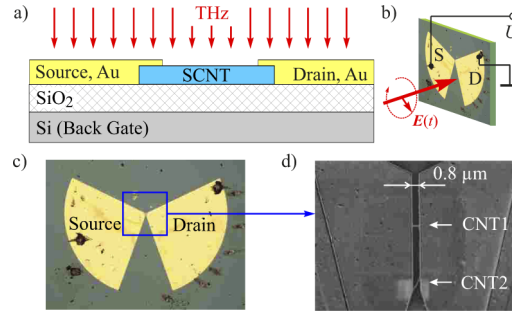 a)
THz
Source, Au
SCNT
Drain, Au
SiO2
Si (Back Gate)
b)
S
D
U
E(t)
c)
Source
Drain
d)
0.8 µm
CNT1
CNT2